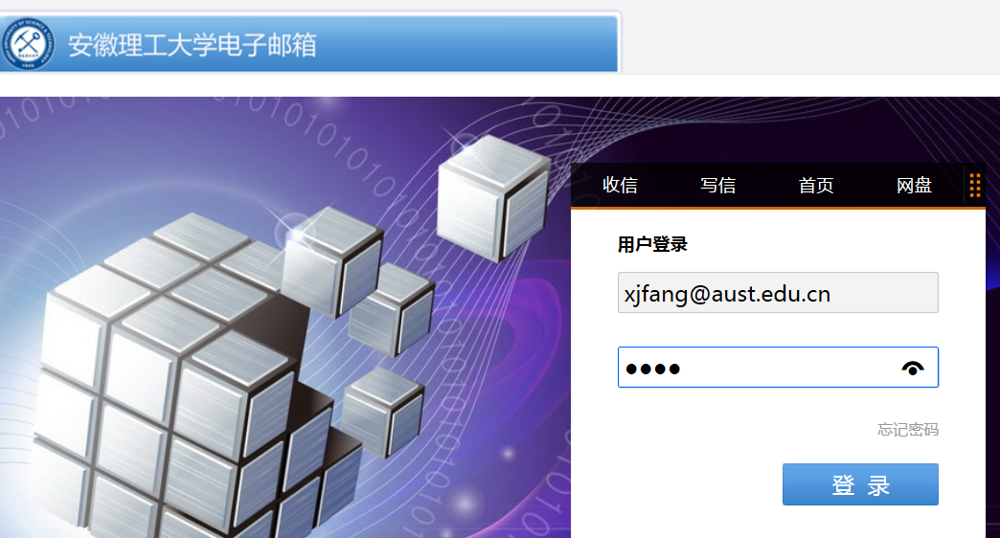 安徽理工大学电子邮箱
收信 写信 首页 网盘
用户登录
xjfang@aust.edu.cn
●●●●
忘记密码
登 录